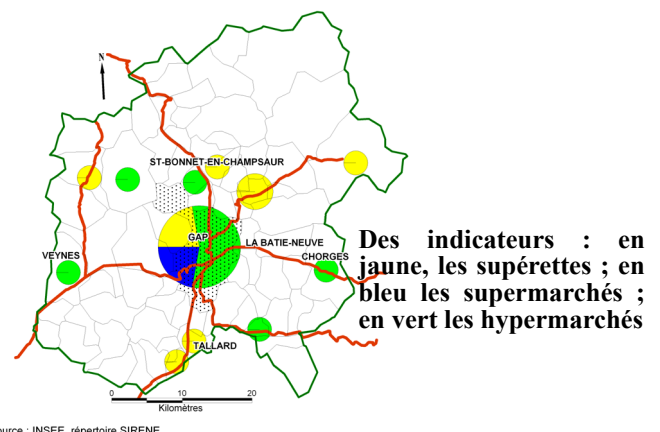 N
ST-BONNET-EN-CHAMPSAUR
GAP
LA BATIE-NEUVE
VEYNES
CHORGES
Des indicateurs : en
jaune, les supérettes ; en
bleu les supermarchés ;
en vert les hypermarchés
TALLARD
0 10 20
Kilomètres
ource : INSEE, répertoire SIRENE